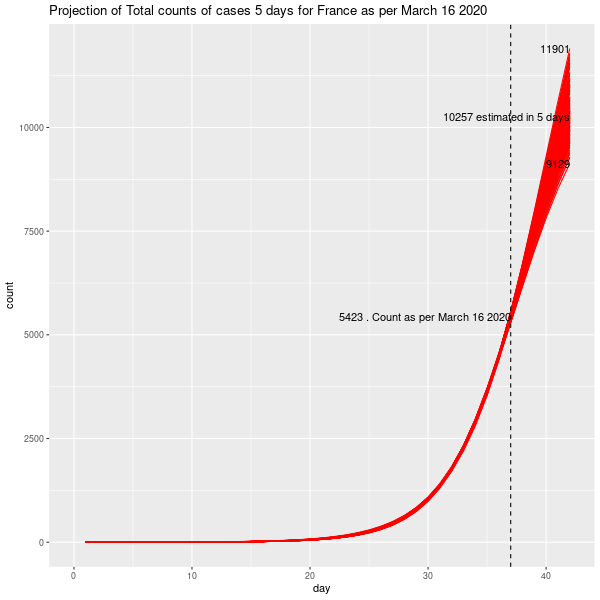 Projection of Total counts of cases 5 days for France as per March 16 2020
11901
10257 estimated in 5 days
9129
5423 . Count as per March 16 2020
10000
7500
5000
2500
0
count
0 10 20 30 40
day